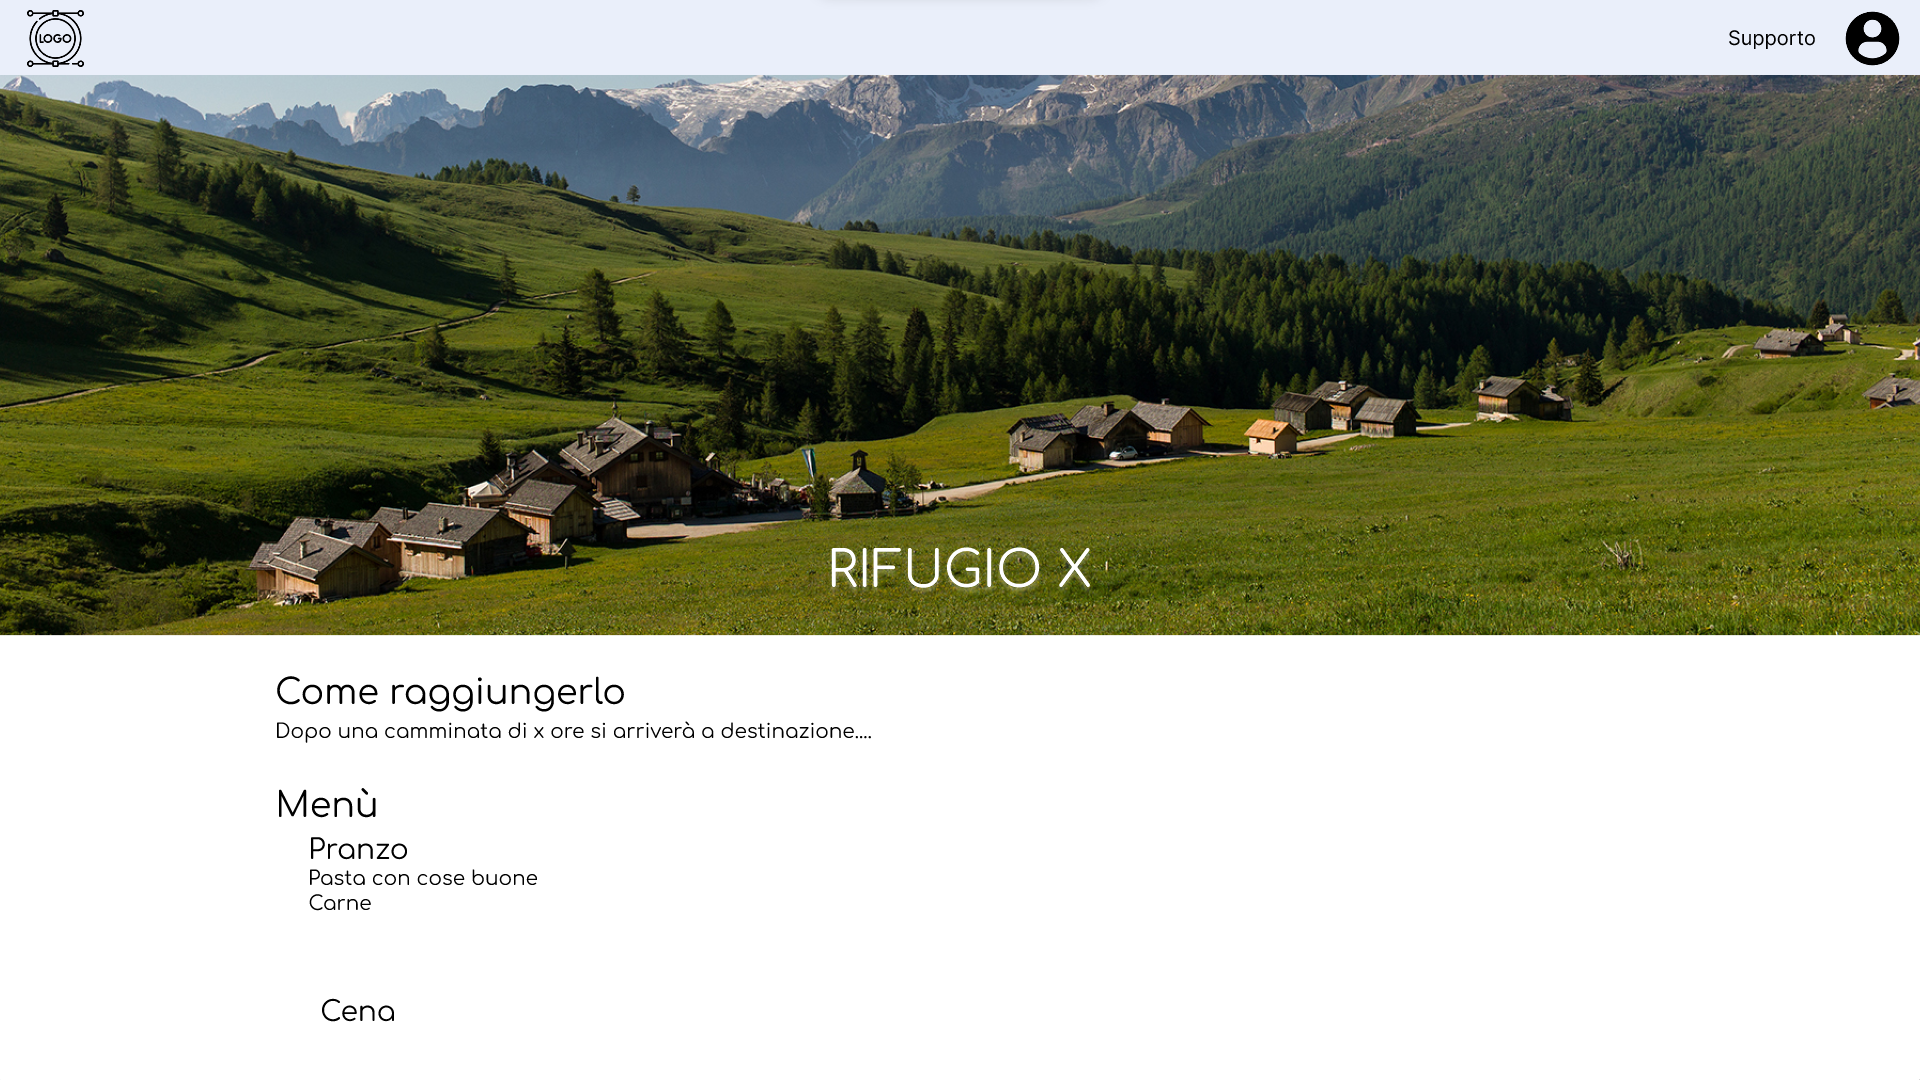 LOGO
Supporto
RIFUGIO X
Come raggiungerlo
Dopo una camminata di x ore si arriverà a destinazione....
Menù
Pranzo
Pasta con cose buone
Carne
Cena